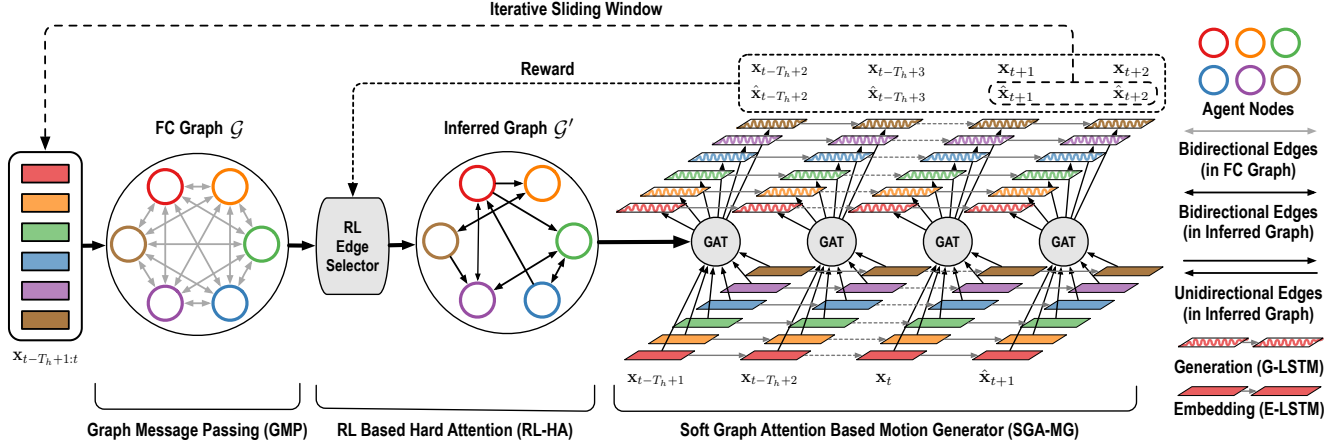 Iterative Sliding Window
Reward
x_{t−T_h+2} x_{t−T_h+3} x_{t+1} x_{t+2}
x̂_{t−T_h+2} x̂_{t−T_h+3} x̂_{t+1} x̂_{t+2}
Agent Nodes
FC Graph 𝒢
Inferred Graph 𝒢′
Bidirectional Edges
(in FC Graph)
RL
Edge
Selector
GAT GAT GAT GAT
Bidirectional Edges
(in Inferred Graph)
Unidirectional Edges
(in Inferred Graph)
x_{t−T_h+1:t}
x_{t−T_h+1} x_{t−T_h+2} x_t x̂_{t+1}
Generation (G-LSTM)
Embedding (E-LSTM)
Graph Message Passing (GMP)
RL Based Hard Attention (RL-HA)
Soft Graph Attention Based Motion Generator (SGA-MG)